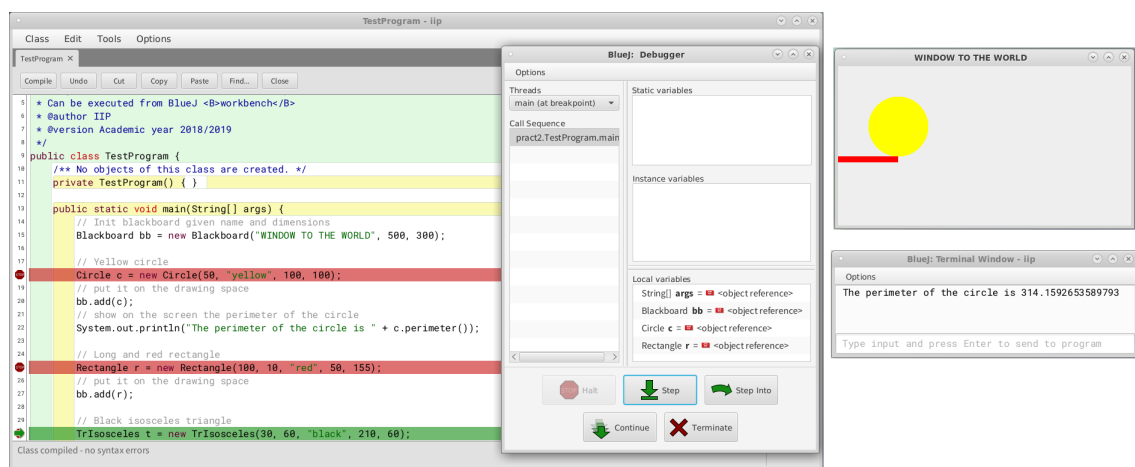 TestProgram - iip
Class Edit Tools Options
TestProgram ×
Compile Undo Cut Copy Paste Find... Close
5 * Can be executed from BlueJ <B>workbench</B>
6 * @author IIP
7 * @version Academic year 2018/2019
8 */
9 public class TestProgram {
10 /** No objects of this class are created. */
11 private TestProgram() { }
12
13 public static void main(String[] args) {
14 // Init blackboard given name and dimensions
15 Blackboard bb = new Blackboard("WINDOW TO THE WORLD", 500, 300);
16
17 // Yellow circle
STOP Circle c = new Circle(50, "yellow", 100, 100);
19 // put it on the drawing space
20 bb.add(c);
21 // show on the screen the perimeter of the circle
22 System.out.println("The perimeter of the circle is " + c.perimeter());
23
24 // Long and red rectangle
STOP Rectangle r = new Rectangle(100, 10, "red", 50, 155);
26 // put it on the drawing space
27 bb.add(r);
28
29 // Black isosceles triangle
TrIsosceles t = new TrIsosceles(30, 60, "black", 210, 60);
Class compiled - no syntax errors
BlueJ: Debugger
Options
Threads
main (at breakpoint)
Call Sequence
pract2.TestProgram.main
Static variables
Instance variables
Local variables
String[] args = <object reference>
Blackboard bb = <object reference>
Circle c = <object reference>
Rectangle r = <object reference>
STOP Halt
Step
Step Into
Continue
Terminate
WINDOW TO THE WORLD
BlueJ: Terminal Window - iip
Options
The perimeter of the circle is 314.1592653589793
Type input and press Enter to send to program